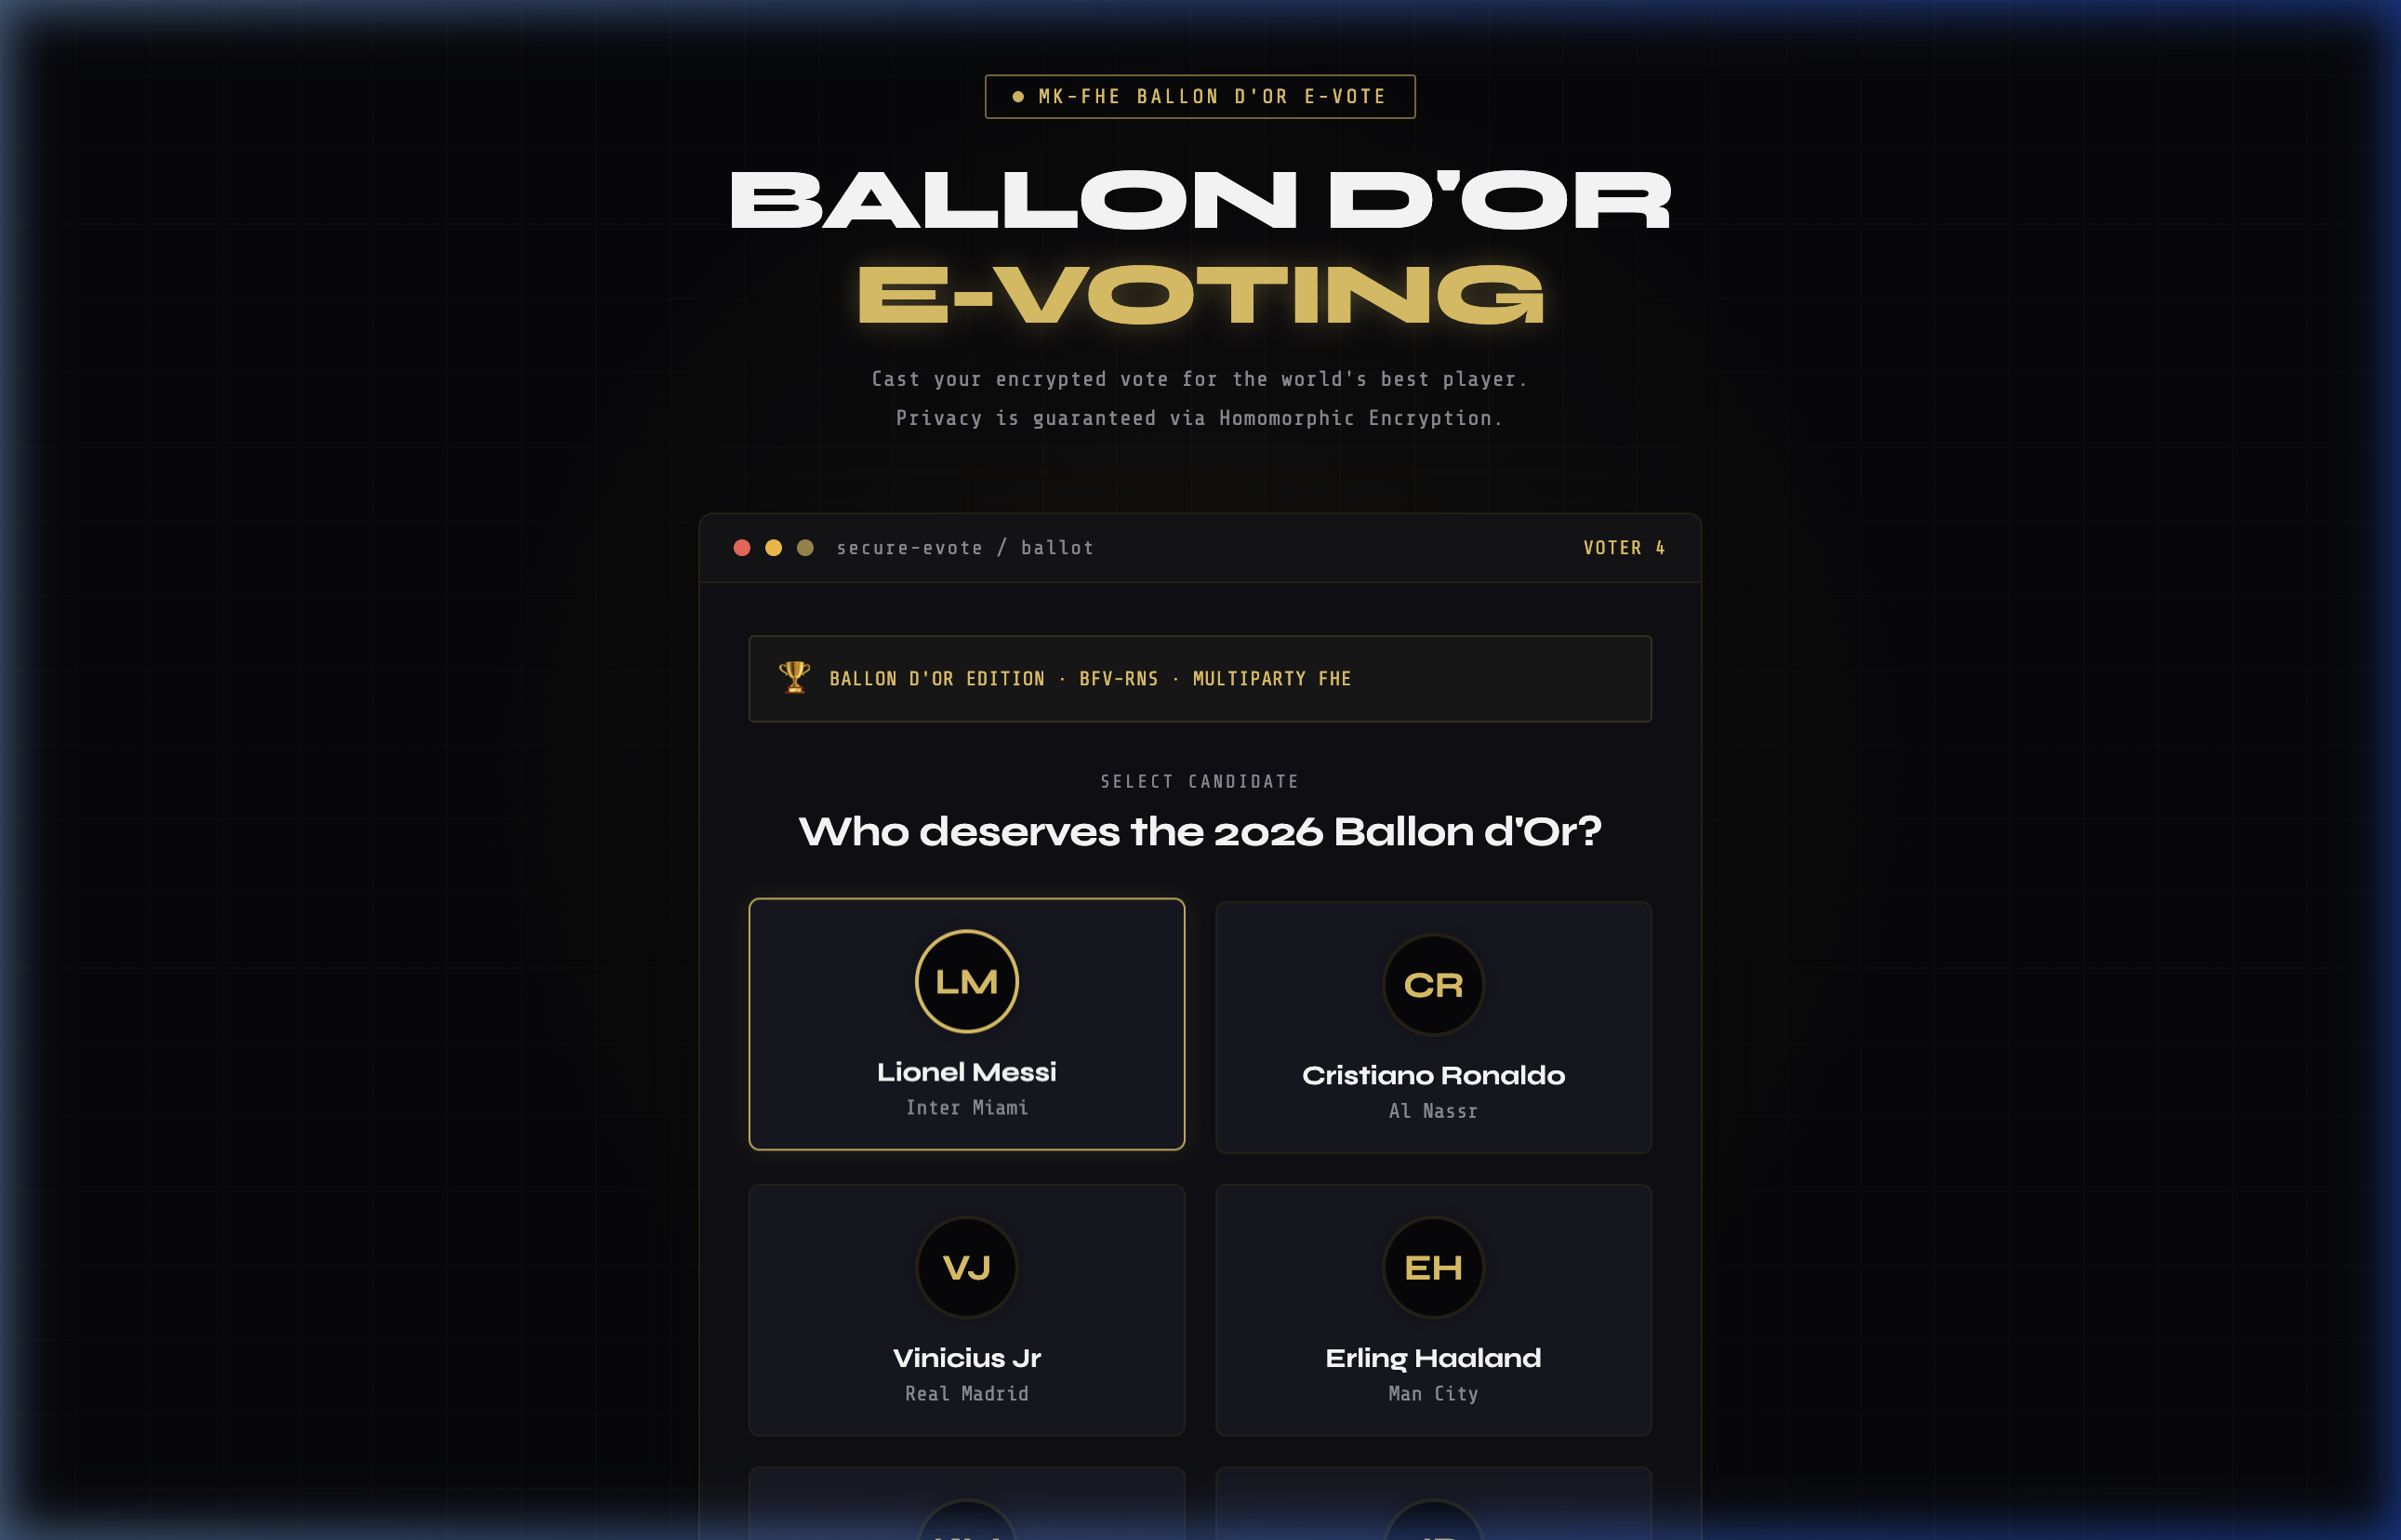 MK-FHE BALLON D'OR E-VOTE
BALLON D'OR
E-VOTING
Cast your encrypted vote for the world's best player.
Privacy is guaranteed via Homomorphic Encryption.
secure-evote / ballot
VOTER 4
BALLON D'OR EDITION · BFV-RNS · MULTIPARTY FHE
SELECT CANDIDATE
Who deserves the 2026 Ballon d'Or?
LM
Lionel Messi
Inter Miami
CR
Cristiano Ronaldo
Al Nassr
VJ
Vinicius Jr
Real Madrid
EH
Erling Haaland
Man City